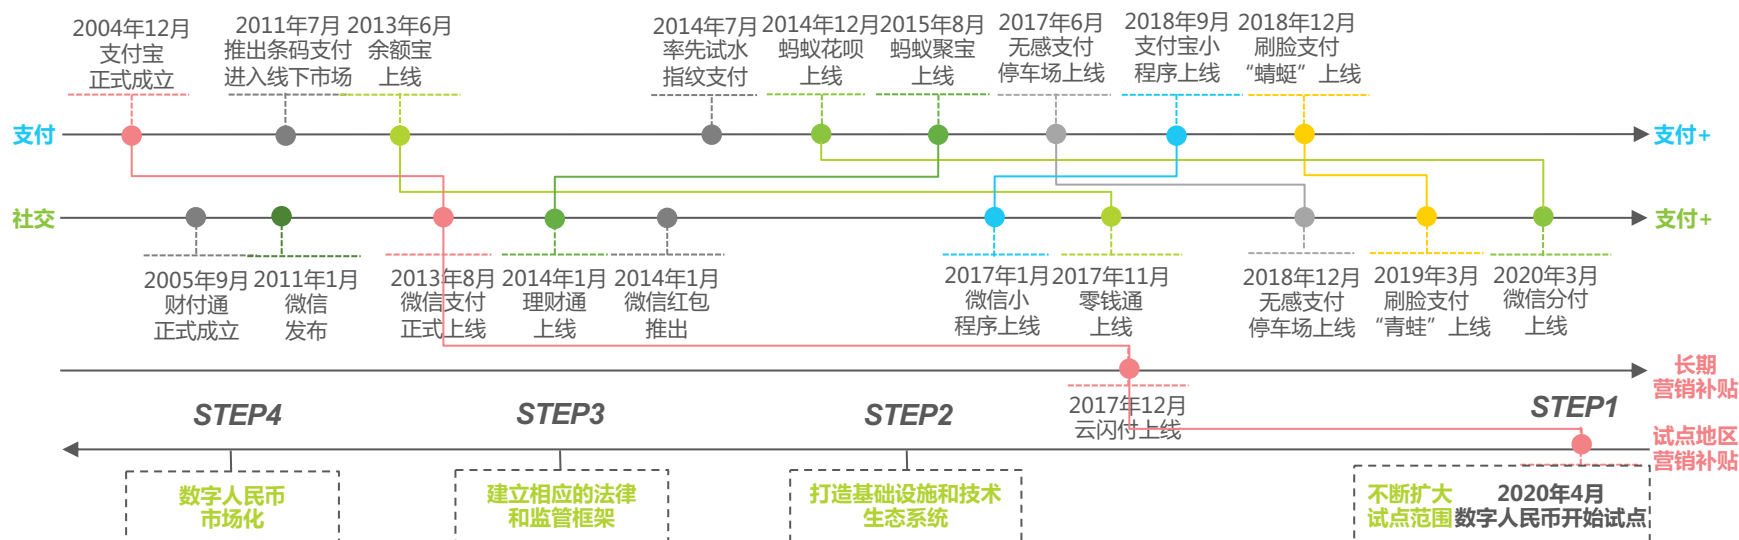 2004年12月
支付宝
正式成立
2011年7月
推出条码支付
进入线下市场
2013年6月
余额宝
上线
2014年7月
率先试水
指纹支付
2014年12月
蚂蚁花呗
上线
2015年8月
蚂蚁聚宝
上线
2017年6月
无感支付
停车场上线
2018年9月
支付宝小
程序上线
2018年12月
刷脸支付
“蜻蜓”上线
支付
支付+
社交
支付+
2005年9月
财付通
正式成立
2011年1月
微信
发布
2013年8月
微信支付
正式上线
2014年1月
理财通
上线
2014年1月
微信红包
推出
2017年1月
微信小
程序上线
2017年11月
零钱通
上线
2018年12月
无感支付
停车场上线
2019年3月
刷脸支付
“青蛙”上线
2020年3月
微信分付
上线
长期
营销补贴
2017年12月
云闪付上线
STEP4
STEP3
STEP2
STEP1
试点地区
营销补贴
数字人民币
市场化
建立相应的法律
和监管框架
打造基础设施和技术
生态系统
不断扩大
试点范围
2020年4月
数字人民币开始试点